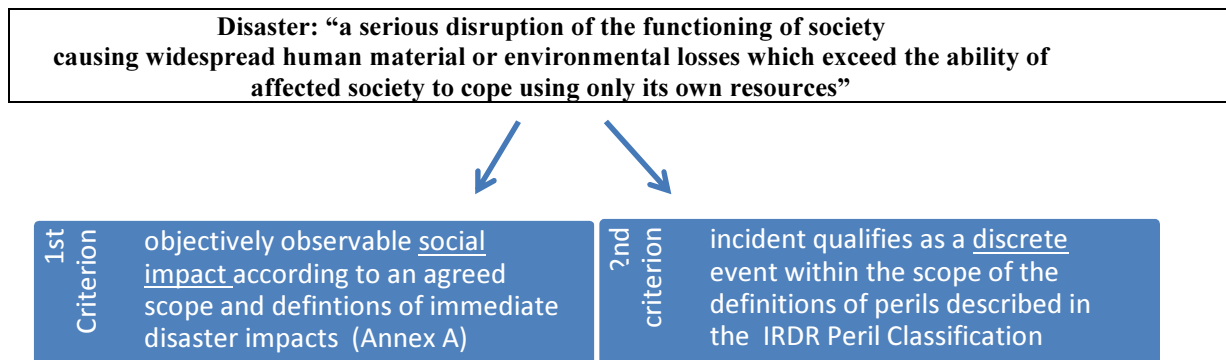 Disaster: “a serious disruption of the functioning of society
causing widespread human material or environmental losses which exceed the ability of
affected society to cope using only its own resources”
1st
Criterion
objectively observable social
impact according to an agreed
scope and defintions of immediate
disaster impacts (Annex A)
2nd
criterion
incident qualifies as a discrete
event within the scope of the
definitions of perils described in
the IRDR Peril Classification